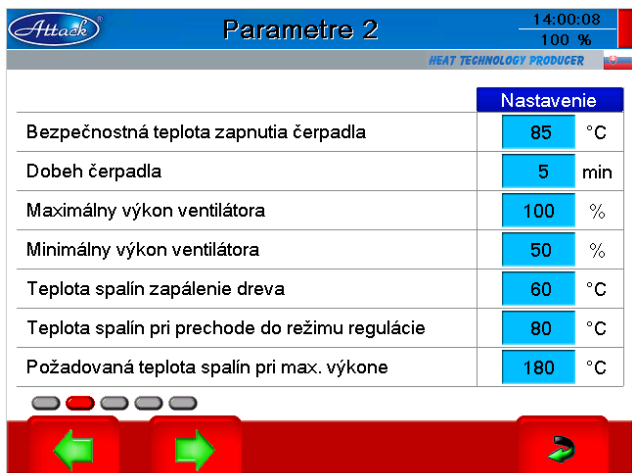 Attack
Parametre 2
14:00:08
100 %
HEAT TECHNOLOGY PRODUCER
Nastavenie
Bezpečnostná teplota zapnutia čerpadla 85 °C
Dobeh čerpadla 5 min
Maximálny výkon ventilátora 100 %
Minimálny výkon ventilátora 50 %
Teplota spalín zapálenie dreva 60 °C
Teplota spalín pri prechode do režimu regulácie 80 °C
Požadovaná teplota spalín pri max. výkone 180 °C